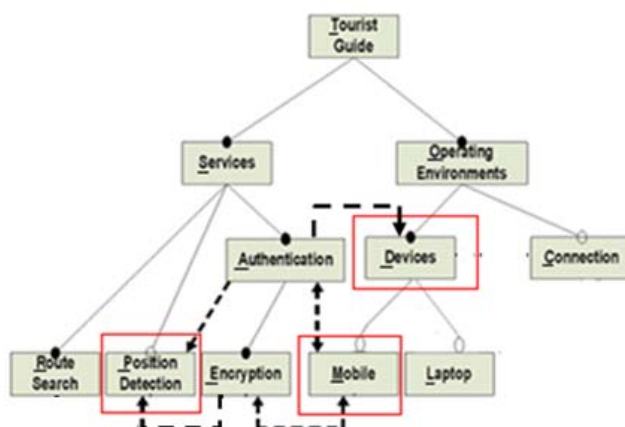 Tourist
Guide
Services
Operating
Environments
Authentication
Devices
Connection
Route
Search
Position
Detection
Encryption
Mobile
Laptop